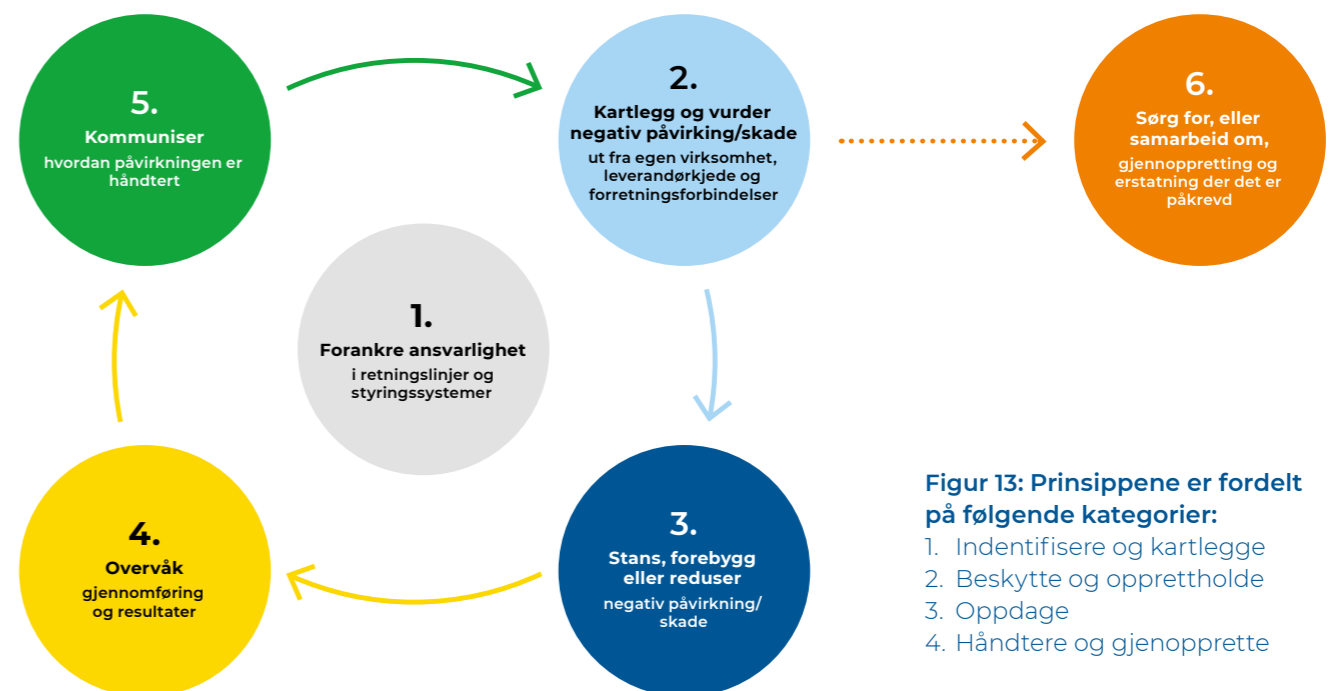 1.
Forankre ansvarlighet
i retningslinjer og
styringssystemer
2.
Kartlegg og vurder
negativ påvirking/skade
ut fra egen virksomhet,
leverandørkjede og
forretningsforbindelser
3.
Stans, forebygg
eller reduser
negativ påvirkning/
skade
4.
Overvåk
gjennomføring
og resultater
5.
Kommuniser
hvordan påvirkningen er
håndtert
6.
Sørg for, eller
samarbeid om,
gjennoppretting og
erstatning der det er
påkrevd
Figur 13: Prinsippene er fordelt
på følgende kategorier:
1. Indentifisere og kartlegge
2. Beskytte og opprettholde
3. Oppdage
4. Håndtere og gjenopprette